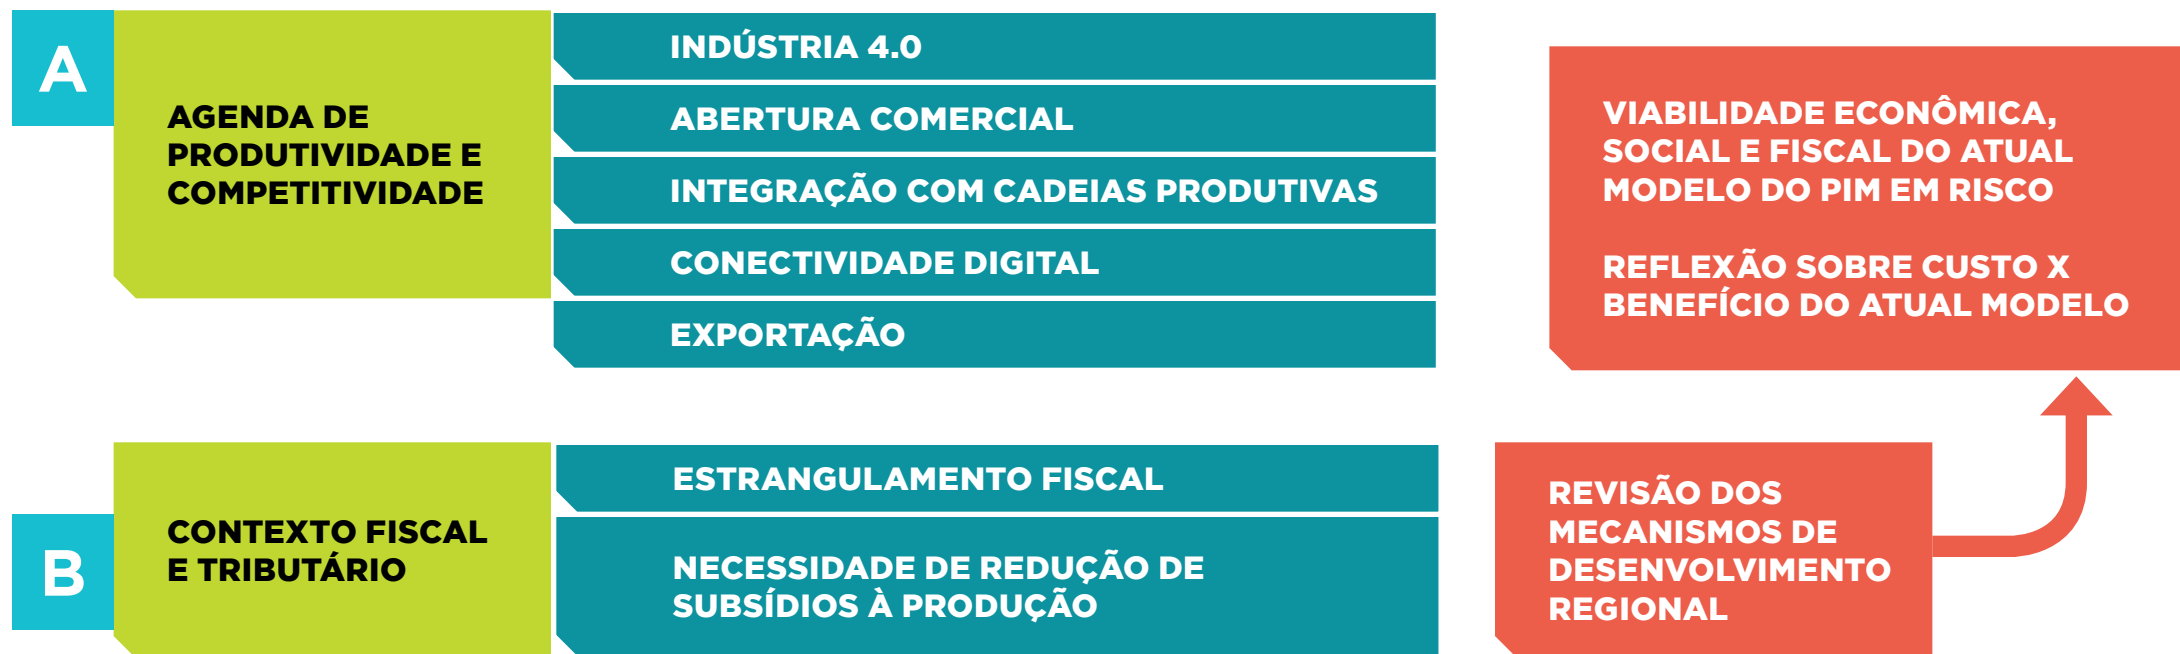 A
AGENDA DE
PRODUTIVIDADE E
COMPETITIVIDADE
INDÚSTRIA 4.0
ABERTURA COMERCIAL
INTEGRAÇÃO COM CADEIAS PRODUTIVAS
CONECTIVIDADE DIGITAL
EXPORTAÇÃO
VIABILIDADE ECONÔMICA,
SOCIAL E FISCAL DO ATUAL
MODELO DO PIM EM RISCO
REFLEXÃO SOBRE CUSTO X
BENEFÍCIO DO ATUAL MODELO
B
CONTEXTO FISCAL
E TRIBUTÁRIO
ESTRANGULAMENTO FISCAL
NECESSIDADE DE REDUÇÃO DE
SUBSÍDIOS À PRODUÇÃO
REVISÃO DOS
MECANISMOS DE
DESENVOLVIMENTO
REGIONAL